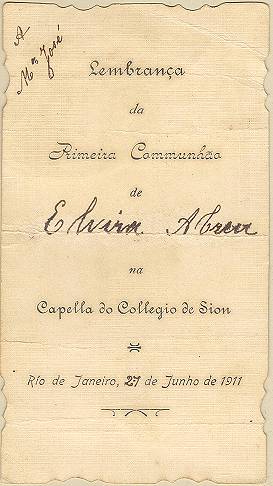 A
Mª José
Lembrança
da
Primeira Communhão
de
Elvira Abreu
na
Capella do Collegio de Sion
Rio de Janeiro, 27 de Junho de 1911